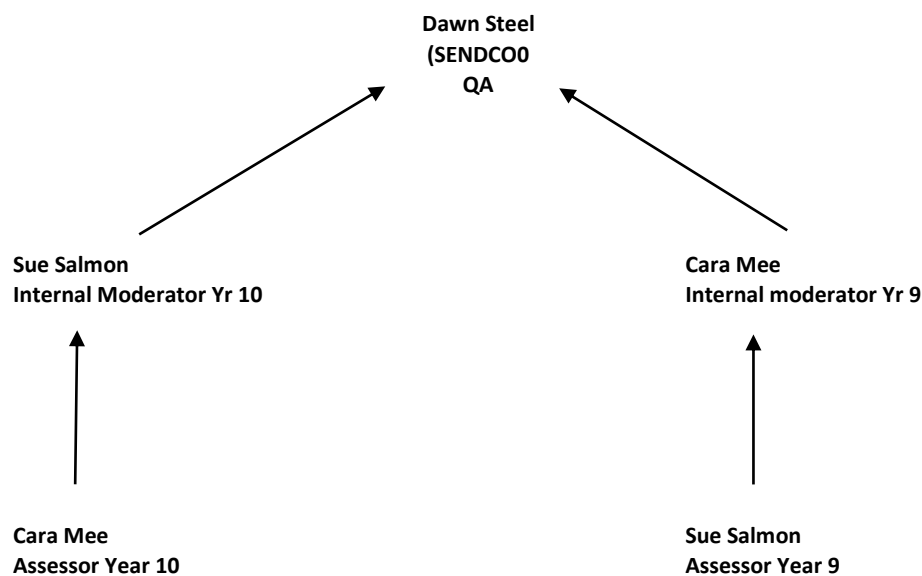 Dawn Steel
(SENDCO0
QA
Sue Salmon
Internal Moderator Yr 10
Cara Mee
Internal moderator Yr 9
Cara Mee
Assessor Year 10
Sue Salmon
Assessor Year 9